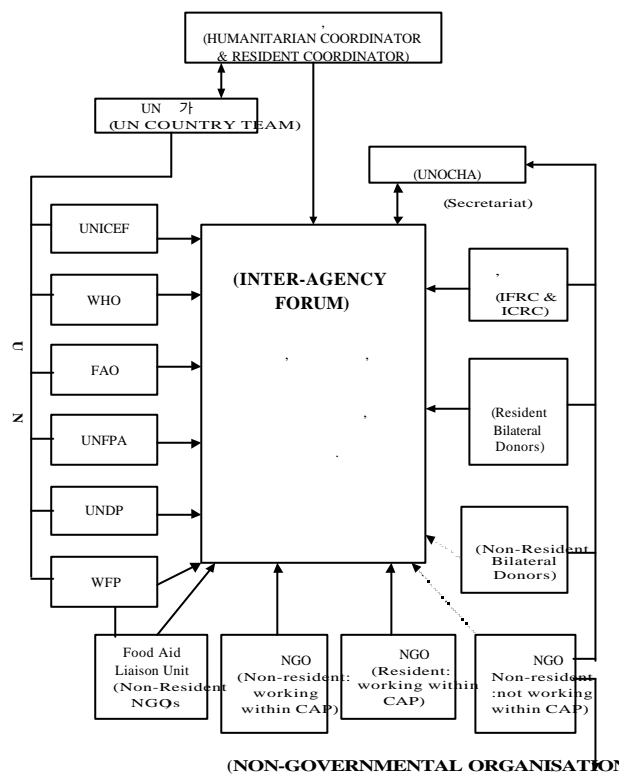 ,
(HUMANITARIAN COORDINATOR
& RESIDENT COORDINATOR)
UN 가
(UN COUNTRY TEAM)
(UNOCHA)
(Secretariat)
UNICEF
WHO
FAO
UNFPA
UNDP
WFP
U
N
(INTER-AGENCY
FORUM)
, ,
,
.
,
(IFRC &
ICRC)
(Resident
Bilateral
Donors)
(Non-Resident
Bilateral
Donors)
Food Aid
Liaison Unit
(Non-Resident
NGOs)
NGO
(Non-resident:
working
within CAP)
NGO
(Resident:
working within
CAP)
NGO
Non-resident
:not working
within CAP)
(NON-GOVERNMENTAL ORGANISATION